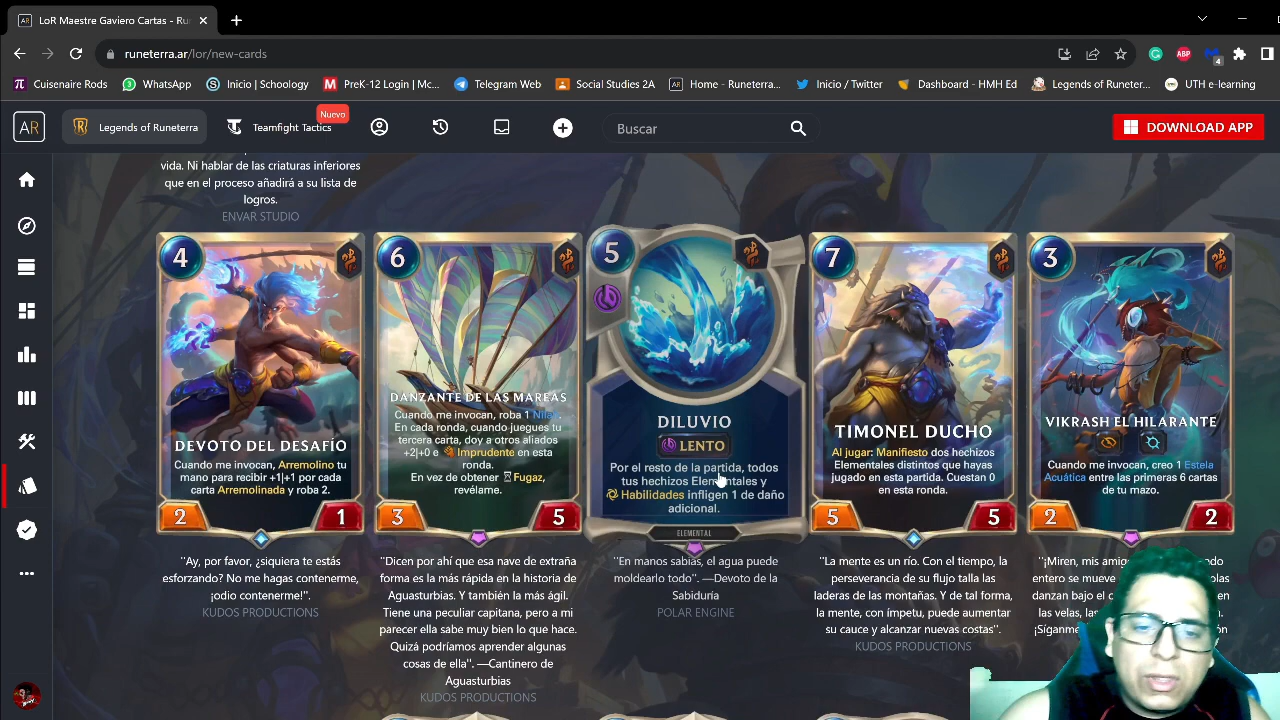 AR LoR Maestre Gaviero Cartas - Ru
runeterra.ar/lor/new-cards
Cuisenaire Rods
WhatsApp
Inicio | Schoology
PreK-12 Login | Mc...
Telegram Web
Social Studies 2A
AR Home - Runeterra...
Inicio / Twitter
Dashboard - HMH Ed
Legends of Runeter...
UTH e-learning
ABP
4
AR
Legends of Runeterra
Nuevo
Teamfight Tactics
Buscar
DOWNLOAD APP
vida. Ni hablar de las criaturas inferiores
que en el proceso añadirá a su lista de
logros.
ENVAR STUDIO
4
DEVOTO DEL DESAFÍO
Cuando me invocan, Arremolino tu
mano para recibir +1|+1 por cada
carta Arremolinada y roba 2.
2
1
"Ay, por favor, ¿siquiera te estás
esforzando? No me hagas contenerme,
¡odio contenerme!".
KUDOS PRODUCTIONS
6
DANZANTE DE LAS MAREAS
Cuando me invocan, roba 1 Nilah.
En cada ronda, cuando juegues tu
tercera carta, doy a otros aliados
+2|+0 e Imprudente en esta
ronda.
En vez de obtener Fugaz,
revélame.
3
5
"Dicen por ahí que esa nave de extraña
forma es la más rápida en la historia de
Aguasturbias. Y también la más ágil.
Tiene una peculiar capitana, pero a mi
parecer ella sabe muy bien lo que hace.
Quizá podríamos aprender algunas
cosas de ella". —Cantinero de
Aguasturbias
KUDOS PRODUCTIONS
5
DILUVIO
LENTO
Por el resto de la partida, todos
tus hechizos Elementales y
Habilidades infligen 1 de daño
adicional.
ELEMENTAL
"En manos sabias, el agua puede
moldearlo todo". —Devoto de la
Sabiduría
POLAR ENGINE
7
TIMONEL DUCHO
Al jugar: Manifiesto dos hechizos
Elementales distintos que hayas
jugado en esta partida. Cuestan 0
en esta ronda.
5
5
"La mente es un río. Con el tiempo, la
perseverancia de su flujo talla las
laderas de las montañas. Y de tal forma,
la mente, con ímpetu, puede aumentar
su cauce y alcanzar nuevas costas".
KUDOS PRODUCTIONS
3
VIKRASH EL HILARANTE
Cuando me invocan, creo 1 Estela
Acuática entre las primeras 6 cartas
de tu mazo.
2
2
"¡Miren, mis amig
entero se mueve olas
danzan bajo el c en
en las velas, las
¡Síganme